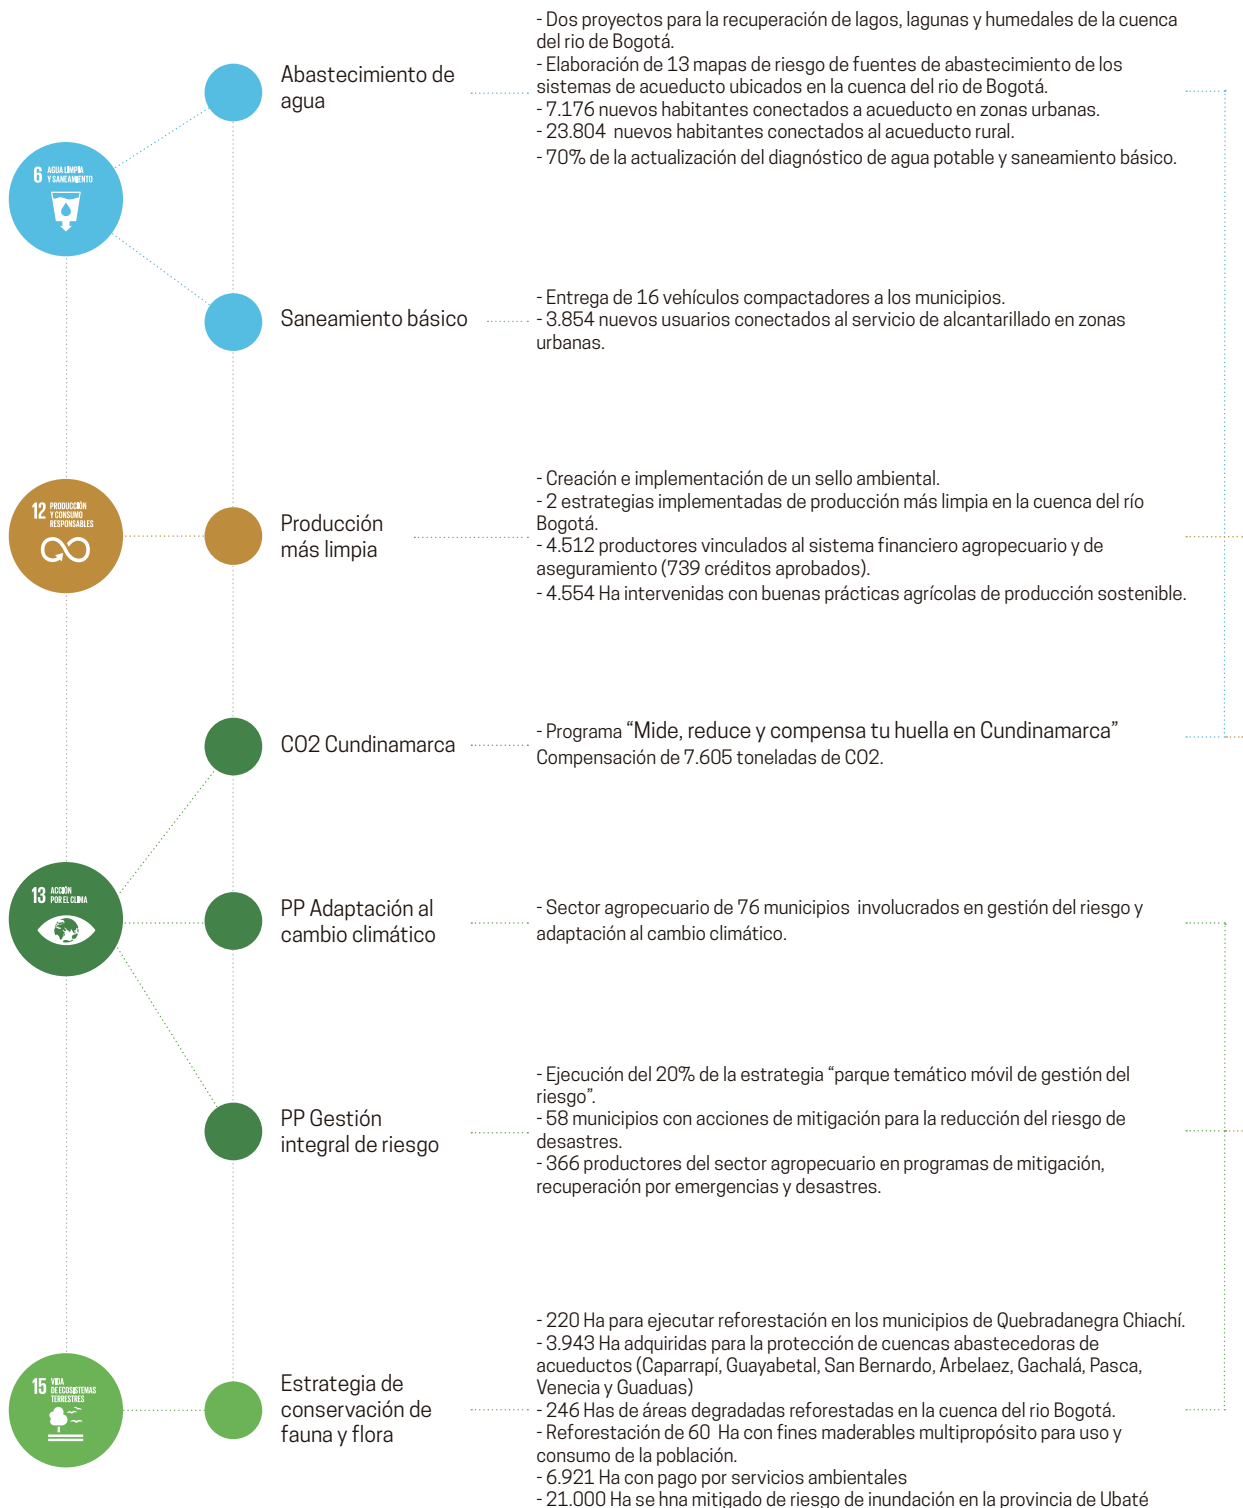 6 AGUA LIMPIA
Y SANEAMIENTO
Abastecimiento de
agua
- Dos proyectos para la recuperación de lagos, lagunas y humedales de la cuenca
del rio de Bogotá.
- Elaboración de 13 mapas de riesgo de fuentes de abastecimiento de los
sistemas de acueducto ubicados en la cuenca del rio de Bogotá.
- 7.176 nuevos habitantes conectados a acueducto en zonas urbanas.
- 23.804 nuevos habitantes conectados al acueducto rural.
- 70% de la actualización del diagnóstico de agua potable y saneamiento básico.
Saneamiento básico
- Entrega de 16 vehículos compactadores a los municipios.
- 3.854 nuevos usuarios conectados al servicio de alcantarillado en zonas
urbanas.
12 PRODUCCIÓN
Y CONSUMO
RESPONSABLES
Producción
más limpia
- Creación e implementación de un sello ambiental.
- 2 estrategias implementadas de producción más limpia en la cuenca del río
Bogotá.
- 4.512 productores vinculados al sistema financiero agropecuario y de
aseguramiento (739 créditos aprobados).
- 4.554 Ha intervenidas con buenas prácticas agrícolas de producción sostenible.
13 ACCIÓN
POR EL CLIMA
CO2 Cundinamarca
- Programa “Mide, reduce y compensa tu huella en Cundinamarca”
Compensación de 7.605 toneladas de CO2.
PP Adaptación al
cambio climático
- Sector agropecuario de 76 municipios involucrados en gestión del riesgo y
adaptación al cambio climático.
PP Gestión
integral de riesgo
- Ejecución del 20% de la estrategia “parque temático móvil de gestión del
riesgo”.
- 58 municipios con acciones de mitigación para la reducción del riesgo de
desastres.
- 366 productores del sector agropecuario en programas de mitigación,
recuperación por emergencias y desastres.
15 VIDA
DE ECOSISTEMAS
TERRESTRES
Estrategia de
conservación de
fauna y flora
- 220 Ha para ejecutar reforestación en los municipios de Quebradanegra Chiachí.
- 3.943 Ha adquiridas para la protección de cuencas abastecedoras de
acueductos (Caparrapí, Guayabetal, San Bernardo, Arbelaez, Gachalá, Pasca,
Venecia y Guaduas)
- 246 Has de áreas degradadas reforestadas en la cuenca del rio Bogotá.
- Reforestación de 60 Ha con fines maderables multipropósito para uso y
consumo de la población.
- 6.921 Ha con pago por servicios ambientales
- 21.000 Ha se hna mitigado de riesgo de inundación en la provincia de Ubaté